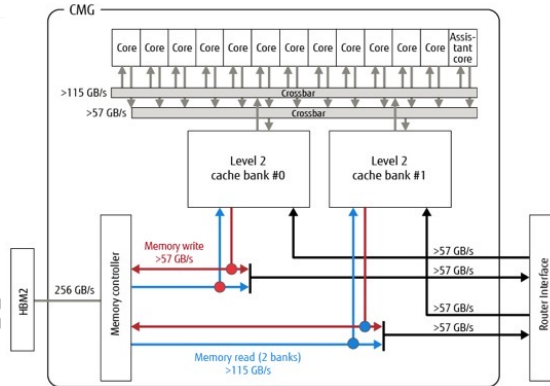 CMG
Core Core Core Core Core Core Core Core Core Core Core Core Assis-
tant
core
>115 GB/s
Crossbar
>57 GB/s
Crossbar
Level 2
cache bank #0
Level 2
cache bank #1
HBM2
256 GB/s
Memory controller
Memory write
>57 GB/s
Memory read (2 banks)
>115 GB/s
>57 GB/s
>57 GB/s
>57 GB/s
>57 GB/s
Router Interface